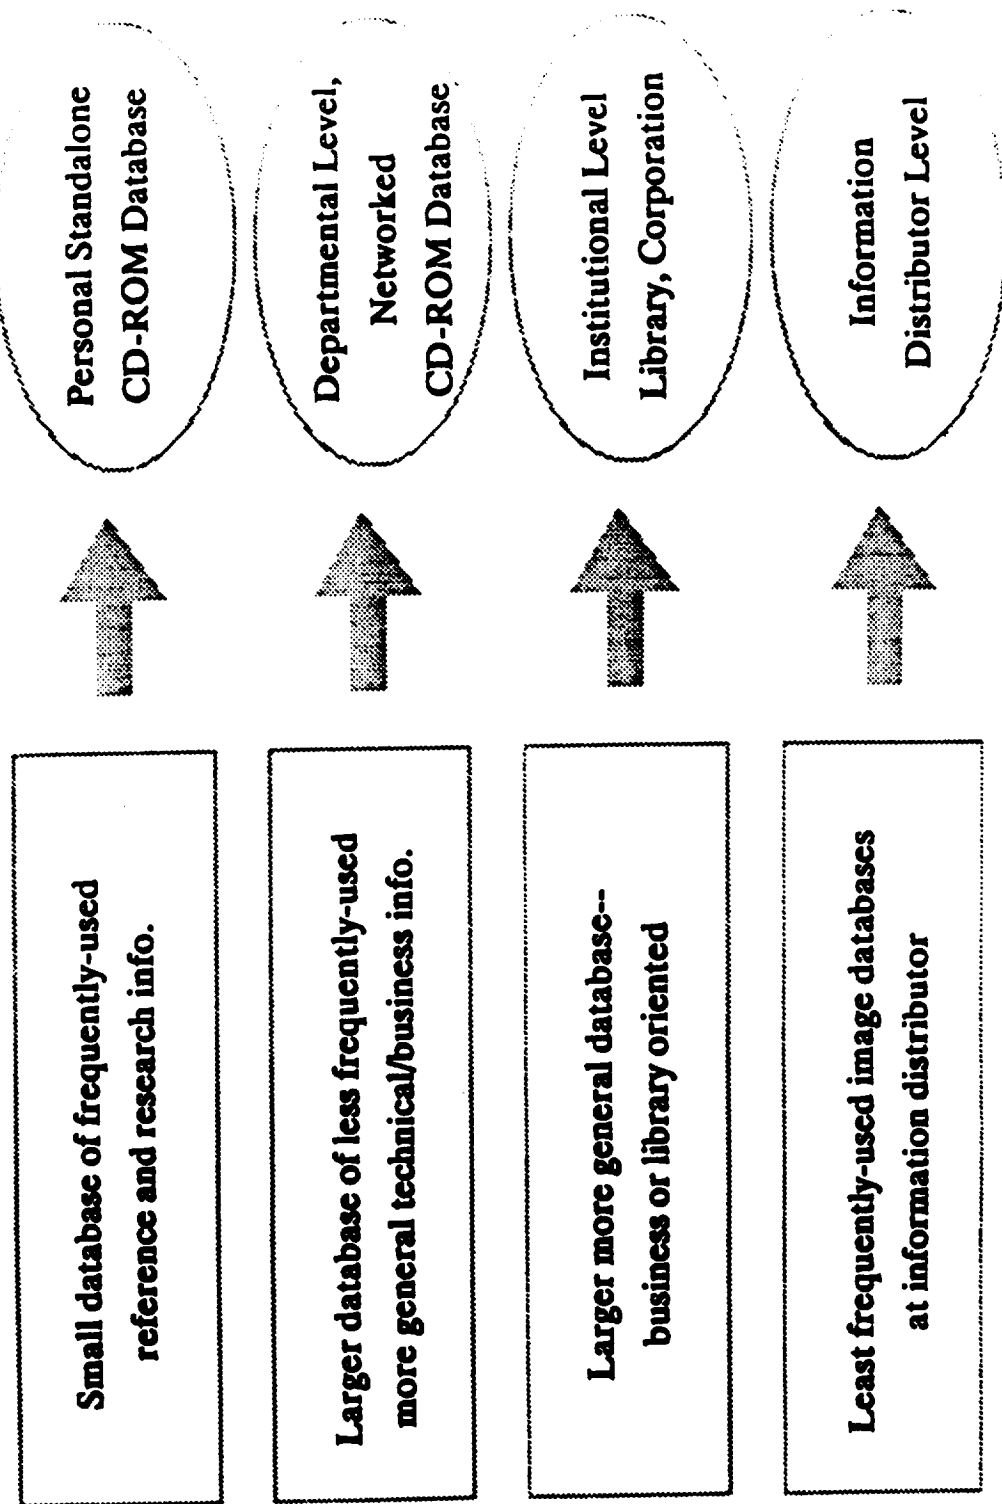 Small database of frequently-used
reference and research info.
Personal Standalone
CD-ROM Database
Larger database of less frequently-used
more general technical/business info.
Departmental Level,
Networked
CD-ROM Database
Larger more general database--
business or library oriented
Institutional Level
Library, Corporation
Least frequently-used image databases
at information distributor
Information
Distributor Level